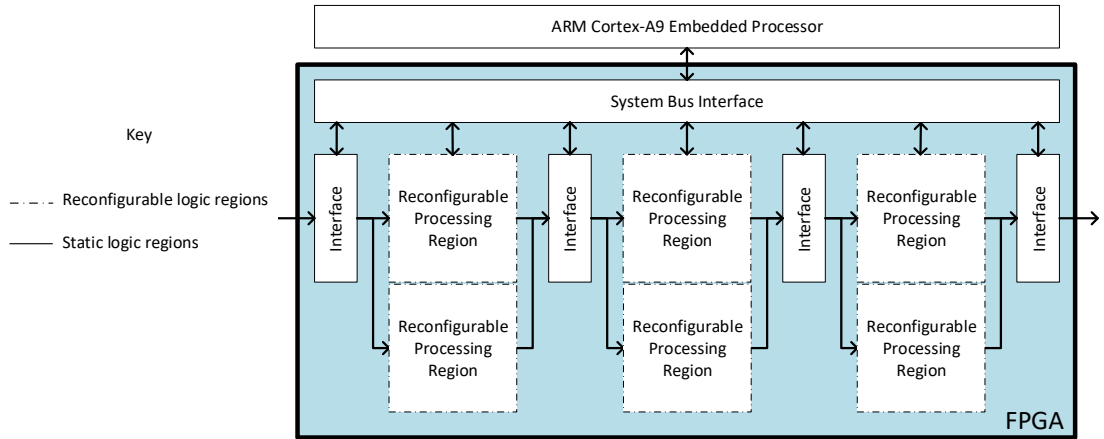 ARM Cortex-A9 Embedded Processor
System Bus Interface
Key
Reconfigurable logic regions
Static logic regions
Interface
Reconfigurable
Processing
Region
Interface
Reconfigurable
Processing
Region
Interface
Reconfigurable
Processing
Region
Interface
Reconfigurable
Processing
Region
Reconfigurable
Processing
Region
Reconfigurable
Processing
Region
FPGA